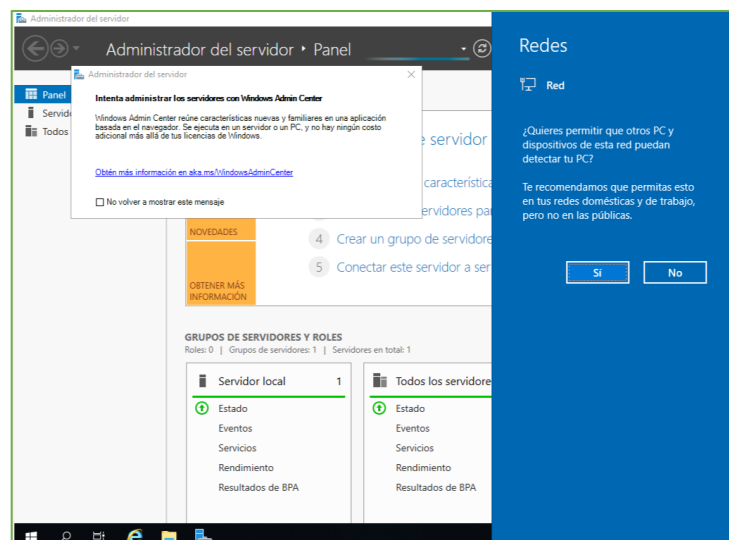 Administrador del servidor
Administrador del servidor • Panel
Panel
Servido
Todos
Administrador del servidor
Intenta administrar los servidores con Windows Admin Center
Windows Admin Center reúne características nuevas y familiares en una aplicación
basada en el navegador. Se ejecuta en un servidor o un PC, y no hay ningún costo
adicional más allá de tus licencias de Windows.
Obtén más información en aka.ms/WindowsAdminCenter
No volver a mostrar este mensaje
e servidor
característica
ervidores par
NOVEDADES
4 Crear un grupo de servidore
5 Conectar este servidor a ser
OBTENER MÁS
INFORMACIÓN
GRUPOS DE SERVIDORES Y ROLES
Roles: 0 | Grupos de servidores: 1 | Servidores en total: 1
Servidor local 1
Estado
Eventos
Servicios
Rendimiento
Resultados de BPA
Todos los servidore
Estado
Eventos
Servicios
Rendimiento
Resultados de BPA
Redes
Red
¿Quieres permitir que otros PC y
dispositivos de esta red puedan
detectar tu PC?
Te recomendamos que permitas esto
en tus redes domésticas y de trabajo,
pero no en las públicas.
Sí
No